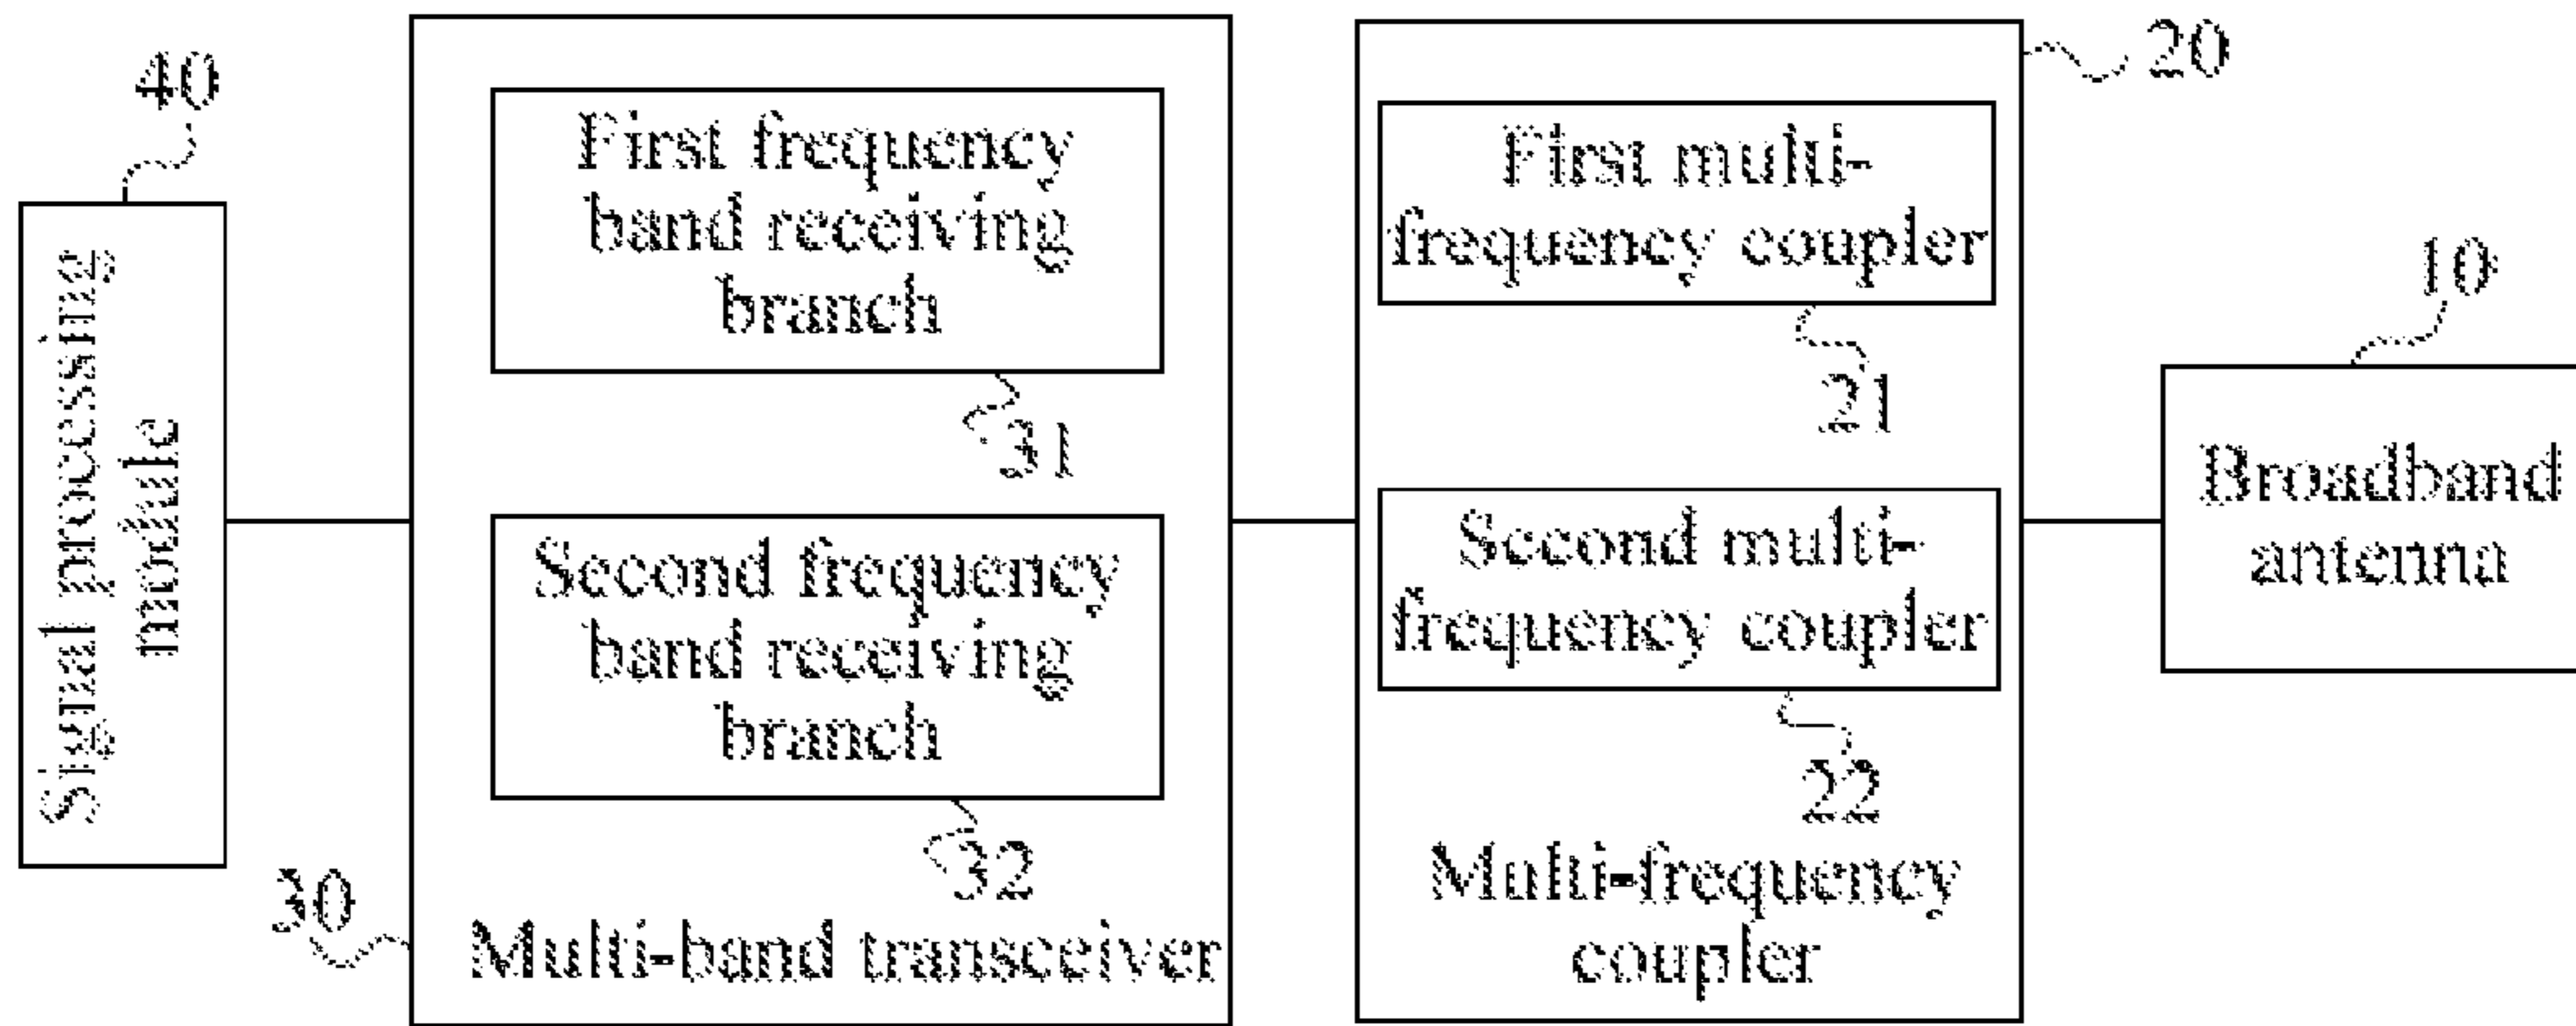 40
Signal processing
module
30
First frequency
band receiving
branch
31
Second frequency
band receiving
branch
32
Multi-band transceiver
20
First multi-
frequency coupler
21
Second multi-
frequency coupler
22
Multi-frequency
coupler
10
Broadband
antenna